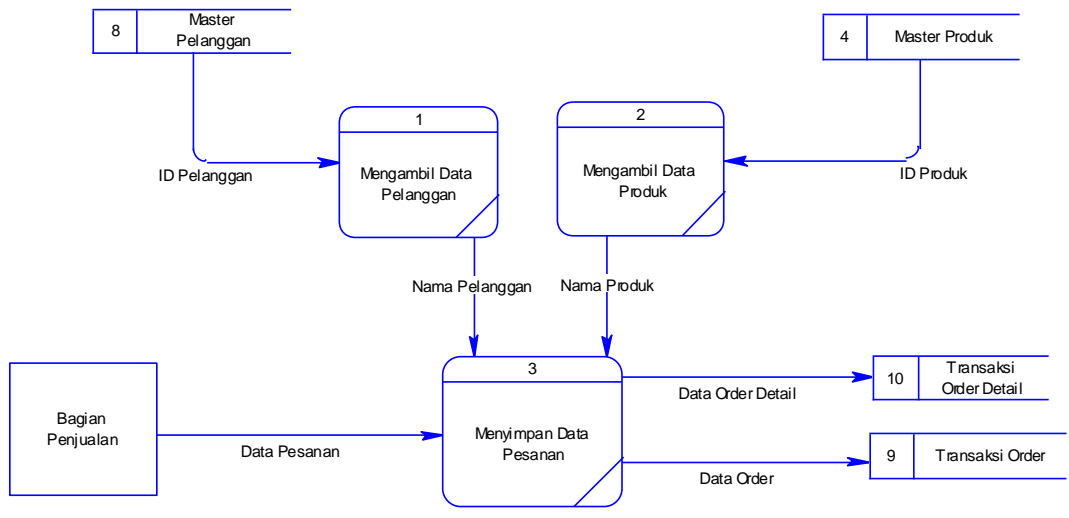 8
Master
Pelanggan
4
Master Produk
1
Mengambil Data
Pelanggan
2
Mengambil Data
Produk
ID Pelanggan
ID Produk
Nama Pelanggan
Nama Produk
3
Menyimpan Data
Pesanan
Bagian
Penjualan
Data Pesanan
Data Order Detail
10
Transaksi
Order Detail
Data Order
9
Transaksi Order